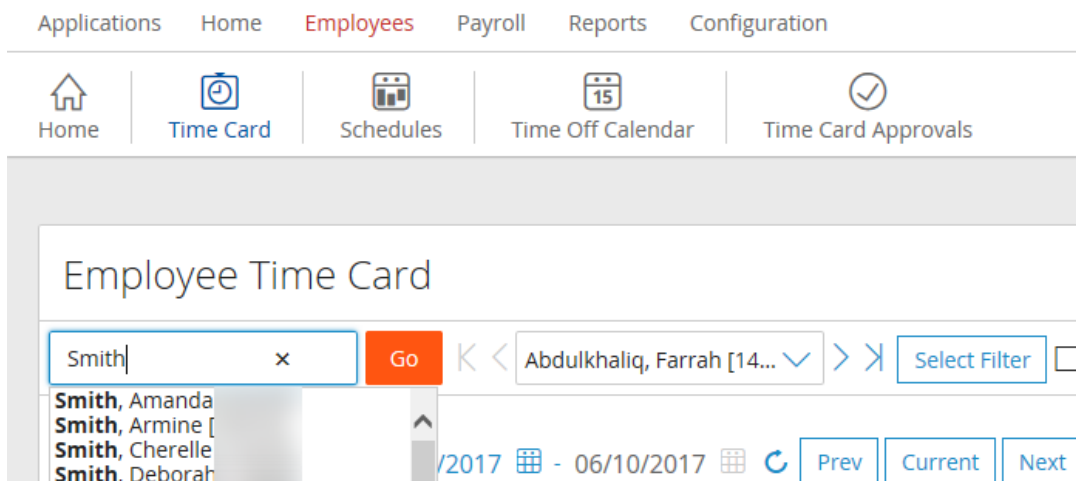 Applications Home Employees Payroll Reports Configuration
Home Time Card Schedules 15 Time Off Calendar Time Card Approvals
Employee Time Card
Smith × Go Abdulkhaliq, Farrah [14... Select Filter
Smith, Amanda
Smith, Armine [
Smith, Cherelle
Smith, Deborah
/2017 - 06/10/2017 Prev Current Next